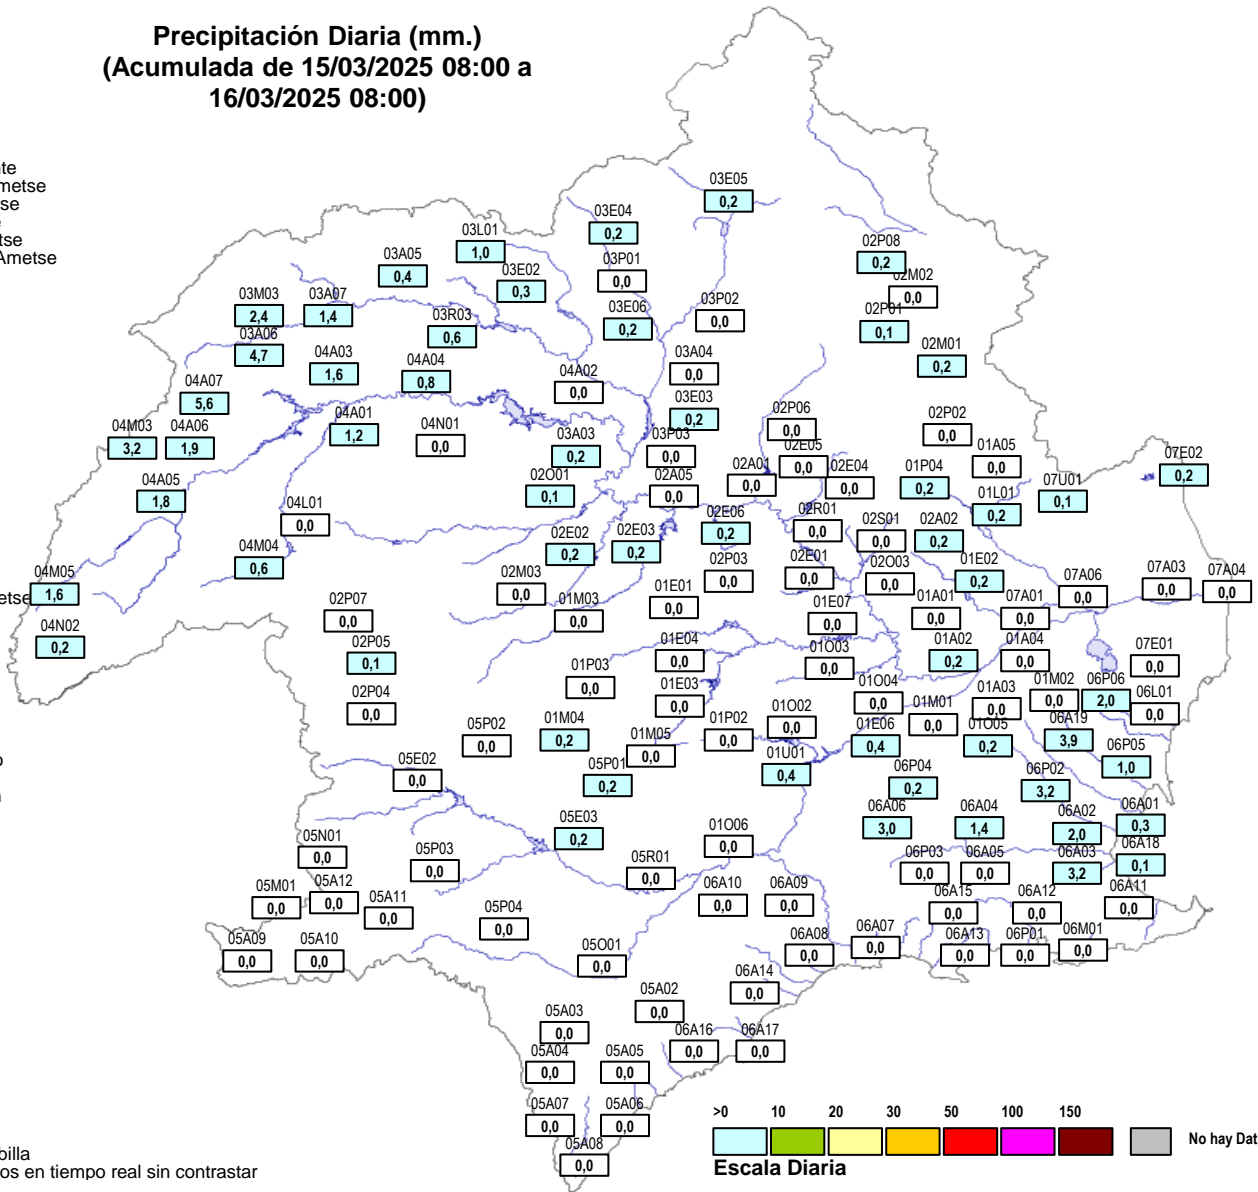 Precipitación Diaria (mm.)
(Acumulada de 15/03/2025 08:00 a
16/03/2025 08:00)
nte
metse
tse
e
tse
Ametse
03E05
0,2
03E04
0,2
03L01
1,0
03P01
0,0
02P08
0,2
03A05
0,4
03E02
0,3
02M02
0,0
03M03
2,4
03A07
1,4
03P02
0,0
03E06
0,2
02P01
0,1
03R03
0,6
03A06
4,7
04A03
1,6
04A04
0,8
03A04
0,0
02M01
0,2
04A02
0,0
04A07
5,6
03E03
0,2
02P06
0,0
02P02
0,0
04M03
3,2
04A06
1,9
04A01
1,2
04N01
0,0
03A03
0,2
03P03
0,0
02E05
0,0
01A05
0,0
07E02
0,2
04A05
1,8
02O01
0,1
02A05
0,0
02A01
0,0
02E04
0,0
01P04
0,2
07U01
0,1
01L01
0,2
04L01
0,0
02R01
0,0
02E06
0,2
02S01
0,0
02A02
0,2
02E02
0,2
02E03
0,2
04M04
0,6
02P03
0,0
02E01
0,0
02O03
0,0
01E02
0,2
04M05
1,6
etse
02M03
0,0
07A06
0,0
07A03
0,0
07A04
0,0
02P07
0,0
01M03
0,0
01E01
0,0
01E07
0,0
01A01
0,0
07A01
0,0
04N02
0,2
02P05
0,1
01E04
0,0
01O03
0,0
01A02
0,2
01A04
0,0
07E01
0,0
01P03
0,0
02P04
0,0
01E03
0,0
01O04
0,0
01A03
0,0
01M02
0,0
06P06
2,0
06L01
0,0
05P02
0,0
01M04
0,2
01P02
0,0
01O02
0,0
01M01
0,0
01E06
0,4
01O05
0,2
06A19
3,9
01M05
0,0
01U01
0,4
06P05
1,0
05E02
0,0
05P01
0,2
06P04
0,2
06P02
3,2
05E03
0,2
06A06
3,0
06A04
1,4
06A02
2,0
06A01
0,3
01O06
0,0
05N01
0,0
05P03
0,0
05R01
0,0
06P03
0,0
06A05
0,0
06A03
3,2
06A18
0,1
05M01
0,0
05A12
0,0
05A11
0,0
06A10
0,0
06A09
0,0
06A15
0,0
06A12
0,0
06A11
0,0
05P04
0,0
05A09
0,0
05A10
0,0
05O01
0,0
06A08
0,0
06A07
0,0
06A13
0,0
06P01
0,0
06M01
0,0
06A14
0,0
05A02
0,0
05A03
0,0
06A16
0,0
06A17
0,0
05A04
0,0
05A05
0,0
05A07
0,0
05A06
0,0
05A08
0,0
>0 10 20 30 50 100 150
No hay Dat
Escala Diaria
billa
os en tiempo real sin contrastar